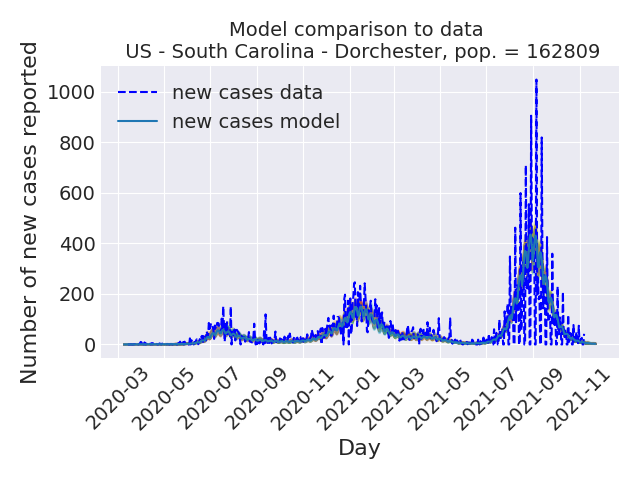 Model comparison to data
US - South Carolina - Dorchester, pop. = 162809
Number of new cases reported
1000
800
600
400
200
0
new cases data
new cases model
2020-03
2020-05
2020-07
2020-09
2020-11
2021-01
2021-03
2021-05
2021-07
2021-09
2021-11
Day